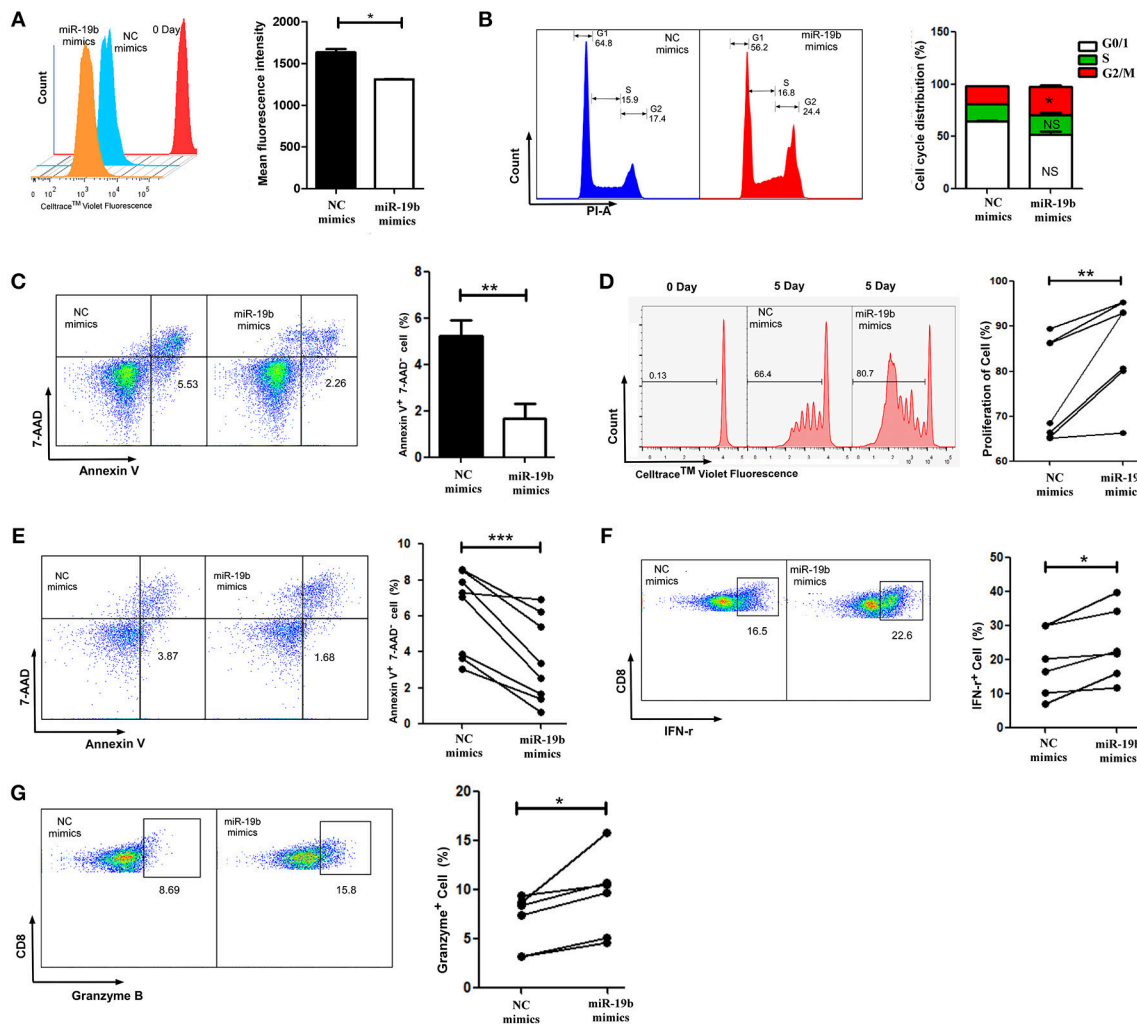 A
miR-19b
mimics
NC
mimics
0 Day
Count
10³ 10⁴ 10⁵
Celltrace™ Violet Fluorescence
Mean fluorescence intensity
2000
1500
1000
500
0
*
NC
mimics
miR-19b
mimics
B
G1
64.8
S
15.9
G2
17.4
NC
mimics
G1
56.2
S
16.8
G2
24.4
miR-19b
mimics
Count
PI-A
Cell cycle distribution (%)
100
50
0
*
NS
NS
G0/1
S
G2/M
NC
mimics
miR-19b
mimics
C
NC
mimics
5.53
miR-19b
mimics
2.26
7-AAD
Annexin V
Annexin V⁺ 7-AAD⁻ cell (%)
8
6
4
2
0
**
NC
mimics
miR-19b
mimics
D
0 Day
5 Day
5 Day
0.13
NC
mimics
66.4
miR-19b
mimics
80.7
Count
Celltrace™ Violet Fluorescence
Proliferation of Cell (%)
100
90
80
70
60
**
NC
mimics
miR-19b
mimics
E
NC
mimics
3.87
miR-19b
mimics
1.68
7-AAD
Annexin V
Annexin V⁺ 7-AAD⁻ cell (%)
10
8
6
4
2
0
***
NC
mimics
miR-19b
mimics
F
NC
mimics
16.5
miR-19b
mimics
22.6
CD8
IFN-r
IFN-r⁺ Cell (%)
50
40
30
20
10
0
*
NC
mimics
miR-19b
mimics
G
NC
mimics
8.69
miR-19b
mimics
15.8
CD8
Granzyme B
Granzyme⁺ Cell (%)
20
15
10
5
0
*
NC
mimics
miR-19b
mimics